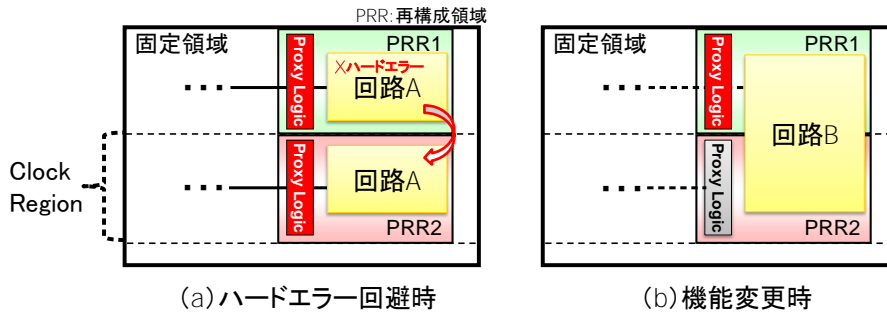 PRR:再構成領域
固定領域
PRR1
Proxy Logic
×ハードエラー
回路A
・・・
Proxy Logic
回路A
・・・
PRR2
Clock
Region
(a)ハードエラー回避時
固定領域
PRR1
Proxy Logic
・・・
回路B
Proxy Logic
・・・
PRR2
(b)機能変更時